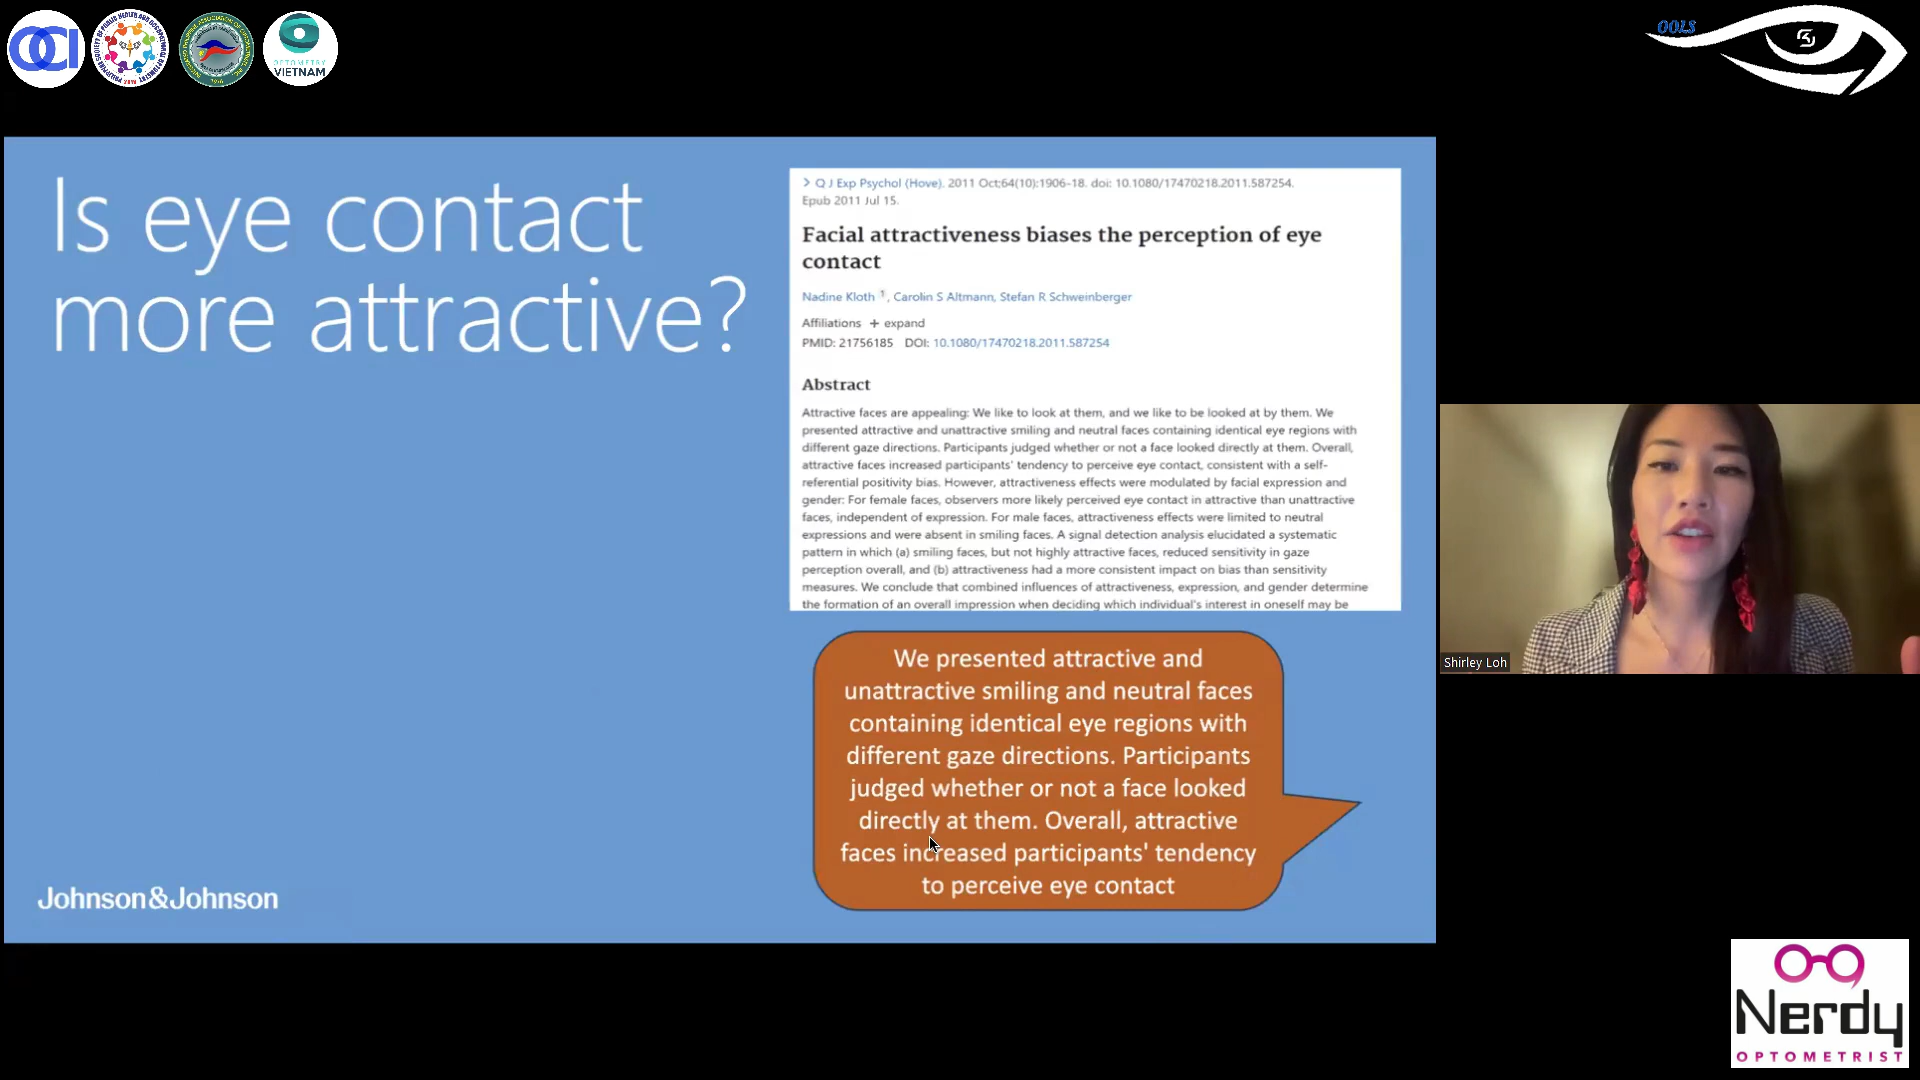 OCI
OPTOMETRY
VIETNAM
OOLS
Is eye contact
more attractive?
> Q J Exp Psychol (Hove). 2011 Oct;64(10):1906-18. doi: 10.1080/17470218.2011.587254.
Epub 2011 Jul 15.
Facial attractiveness biases the perception of eye
contact
Nadine Kloth 1, Carolin S Altmann, Stefan R Schweinberger
Affiliations + expand
PMID: 21756185 DOI: 10.1080/17470218.2011.587254
Abstract
Attractive faces are appealing: We like to look at them, and we like to be looked at by them. We
presented attractive and unattractive smiling and neutral faces containing identical eye regions with
different gaze directions. Participants judged whether or not a face looked directly at them. Overall,
attractive faces increased participants' tendency to perceive eye contact, consistent with a self-
referential positivity bias. However, attractiveness effects were modulated by facial expression and
gender: For female faces, observers more likely perceived eye contact in attractive than unattractive
faces, independent of expression. For male faces, attractiveness effects were limited to neutral
expressions and were absent in smiling faces. A signal detection analysis elucidated a systematic
pattern in which (a) smiling faces, but not highly attractive faces, reduced sensitivity in gaze
perception overall, and (b) attractiveness had a more consistent impact on bias than sensitivity
measures. We conclude that combined influences of attractiveness, expression, and gender determine
the formation of an overall impression when deciding which individual's interest in oneself may be
We presented attractive and
unattractive smiling and neutral faces
containing identical eye regions with
different gaze directions. Participants
judged whether or not a face looked
directly at them. Overall, attractive
faces increased participants' tendency
to perceive eye contact
Johnson&Johnson
Shirley Loh
Nerdy
OPTOMETRIST